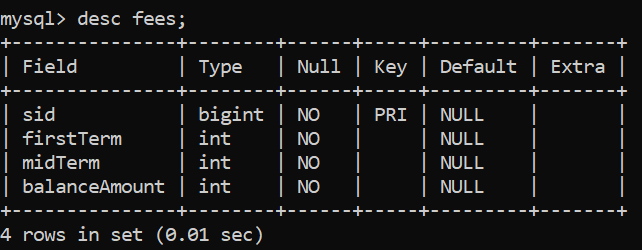 mysql> desc fees;
+---------------+--------+------+-----+---------+-------+
| Field         | Type   | Null | Key | Default | Extra |
+---------------+--------+------+-----+---------+-------+
| sid           | bigint | NO   | PRI | NULL    |       |
| firstTerm     | int    | NO   |     | NULL    |       |
| midTerm       | int    | NO   |     | NULL    |       |
| balanceAmount | int    | NO   |     | NULL    |       |
+---------------+--------+------+-----+---------+-------+
4 rows in set (0.01 sec)